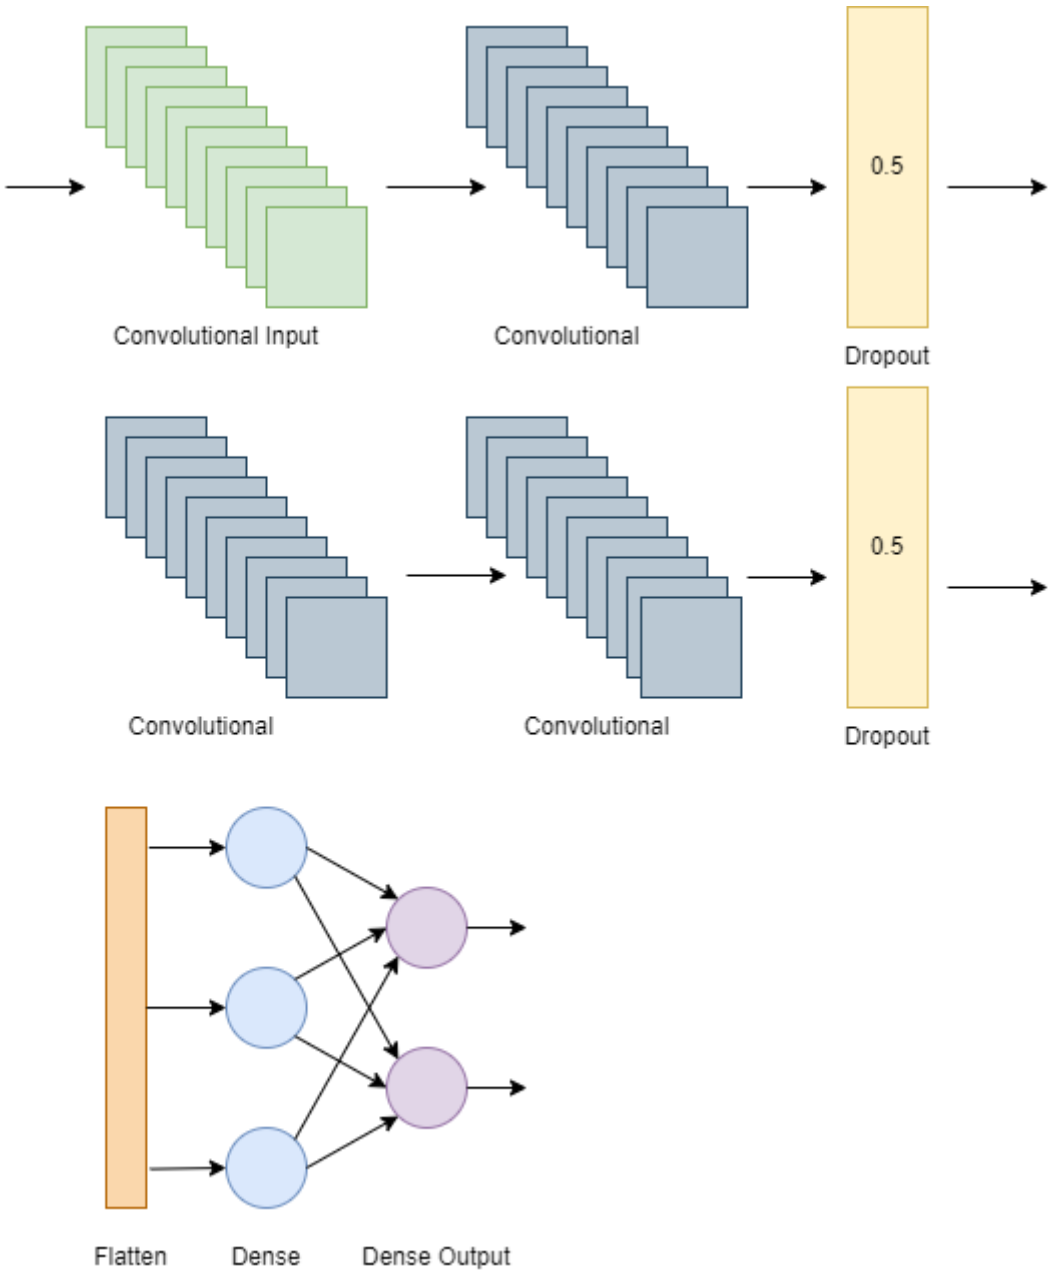 0.5
Convolutional Input
Convolutional
Dropout
0.5
Convolutional
Convolutional
Dropout
Flatten
Dense
Dense Output